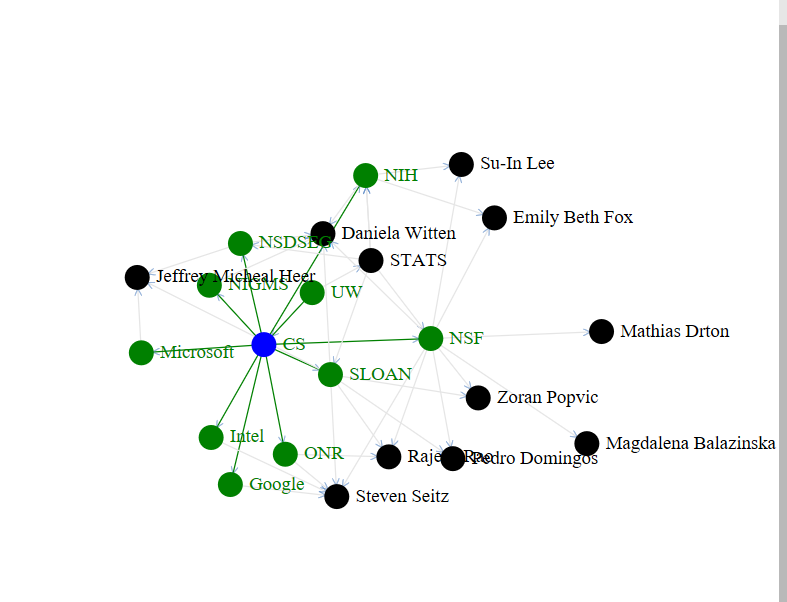 Su-In Lee
NIH
Emily Beth Fox
Daniela Witten
NSDSEG
STATS
Jeffrey Micheal Heer
NIGMS
UW
Mathias Drton
NSF
CS
Microsoft
SLOAN
Zoran Popvic
Intel
Magdalena Balazinska
ONR
Rajesh Rao
Pedro Domingos
Google
Steven Seitz